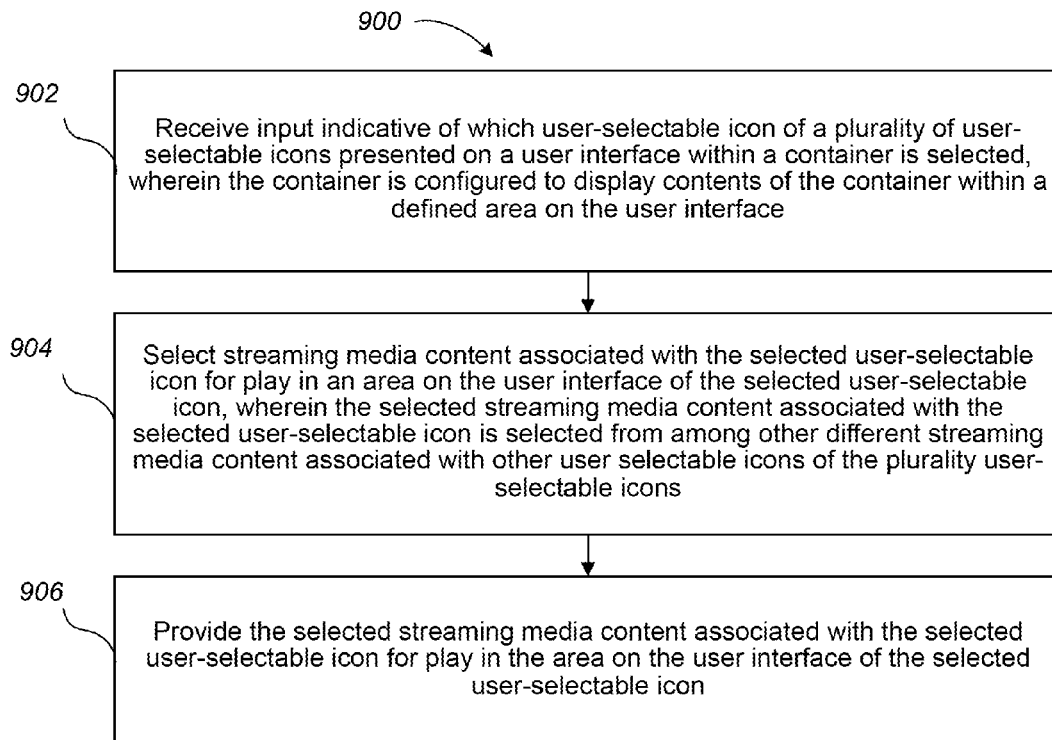 900
902
Receive input indicative of which user-selectable icon of a plurality of user-
selectable icons presented on a user interface within a container is selected,
wherein the container is configured to display contents of the container within a
defined area on the user interface
904
Select streaming media content associated with the selected user-selectable
icon for play in an area on the user interface of the selected user-selectable
icon, wherein the selected streaming media content associated with the
selected user-selectable icon is selected from among other different streaming
media content associated with other user selectable icons of the plurality user-
selectable icons
906
Provide the selected streaming media content associated with the selected
user-selectable icon for play in the area on the user interface of the selected
user-selectable icon